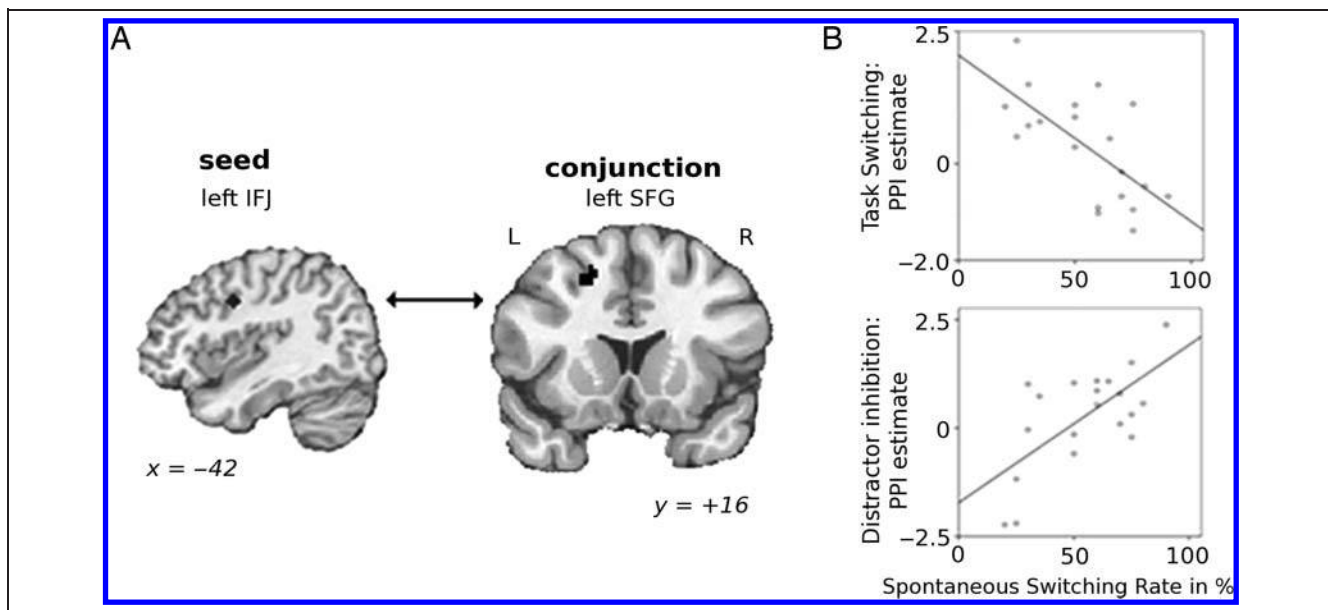 A
seed
left IFJ
conjunction
left SFG
L
R
x = –42
y = +16
B
Task Switching:
PPI estimate
2.5
0
−2.0
0
50
100
Distractor inhibition:
PPI estimate
2.5
0
−2.5
0
50
100
Spontaneous Switching Rate in %